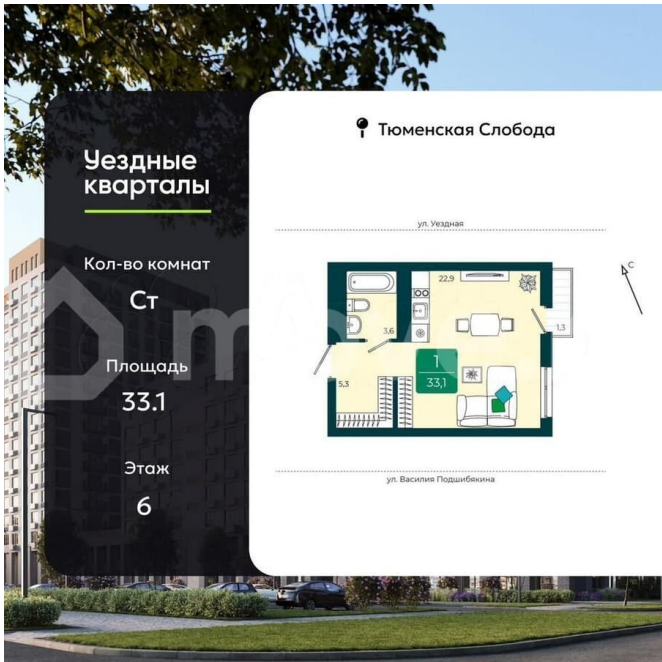 Уездные
кварталы
Кол-во комнат
Ст
Площадь
33.1
Этаж
6
Тюменская Слобода
ул. Уездная
С
22,9
3,6
1,3
5,3
1
33,1
ул. Василия Подшибякина